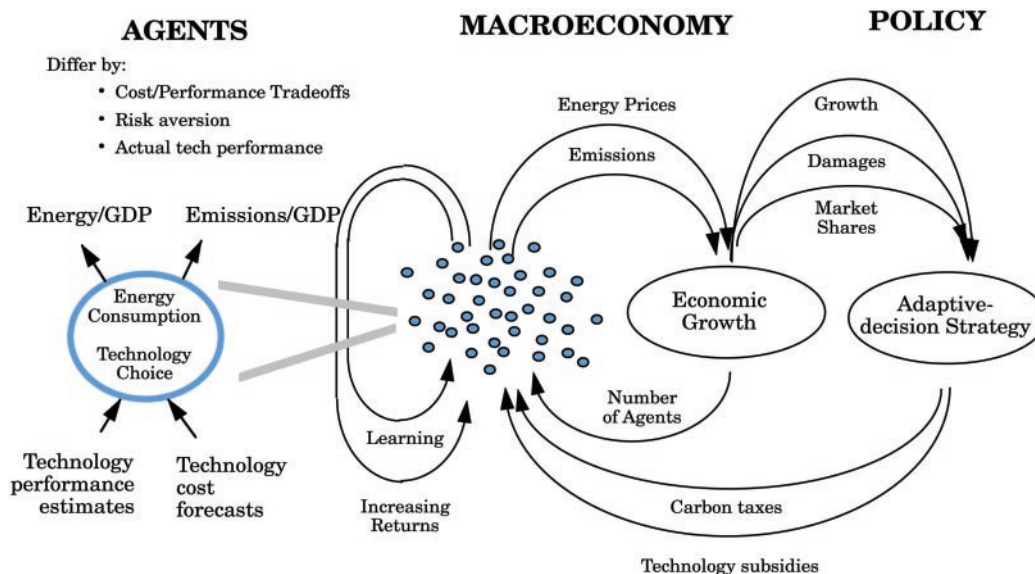 AGENTS
MACROECONOMY
POLICY
Differ by:
• Cost/Performance Tradeoffs
• Risk aversion
• Actual tech performance
Energy/GDP
Emissions/GDP
Energy
Consumption
Technology
Choice
Technology
performance
estimates
Technology
cost
forecasts
Learning
Increasing
Returns
Energy Prices
Emissions
Economic
Growth
Number
of Agents
Growth
Damages
Market
Shares
Adaptive-
decision Strategy
Carbon taxes
Technology subsidies